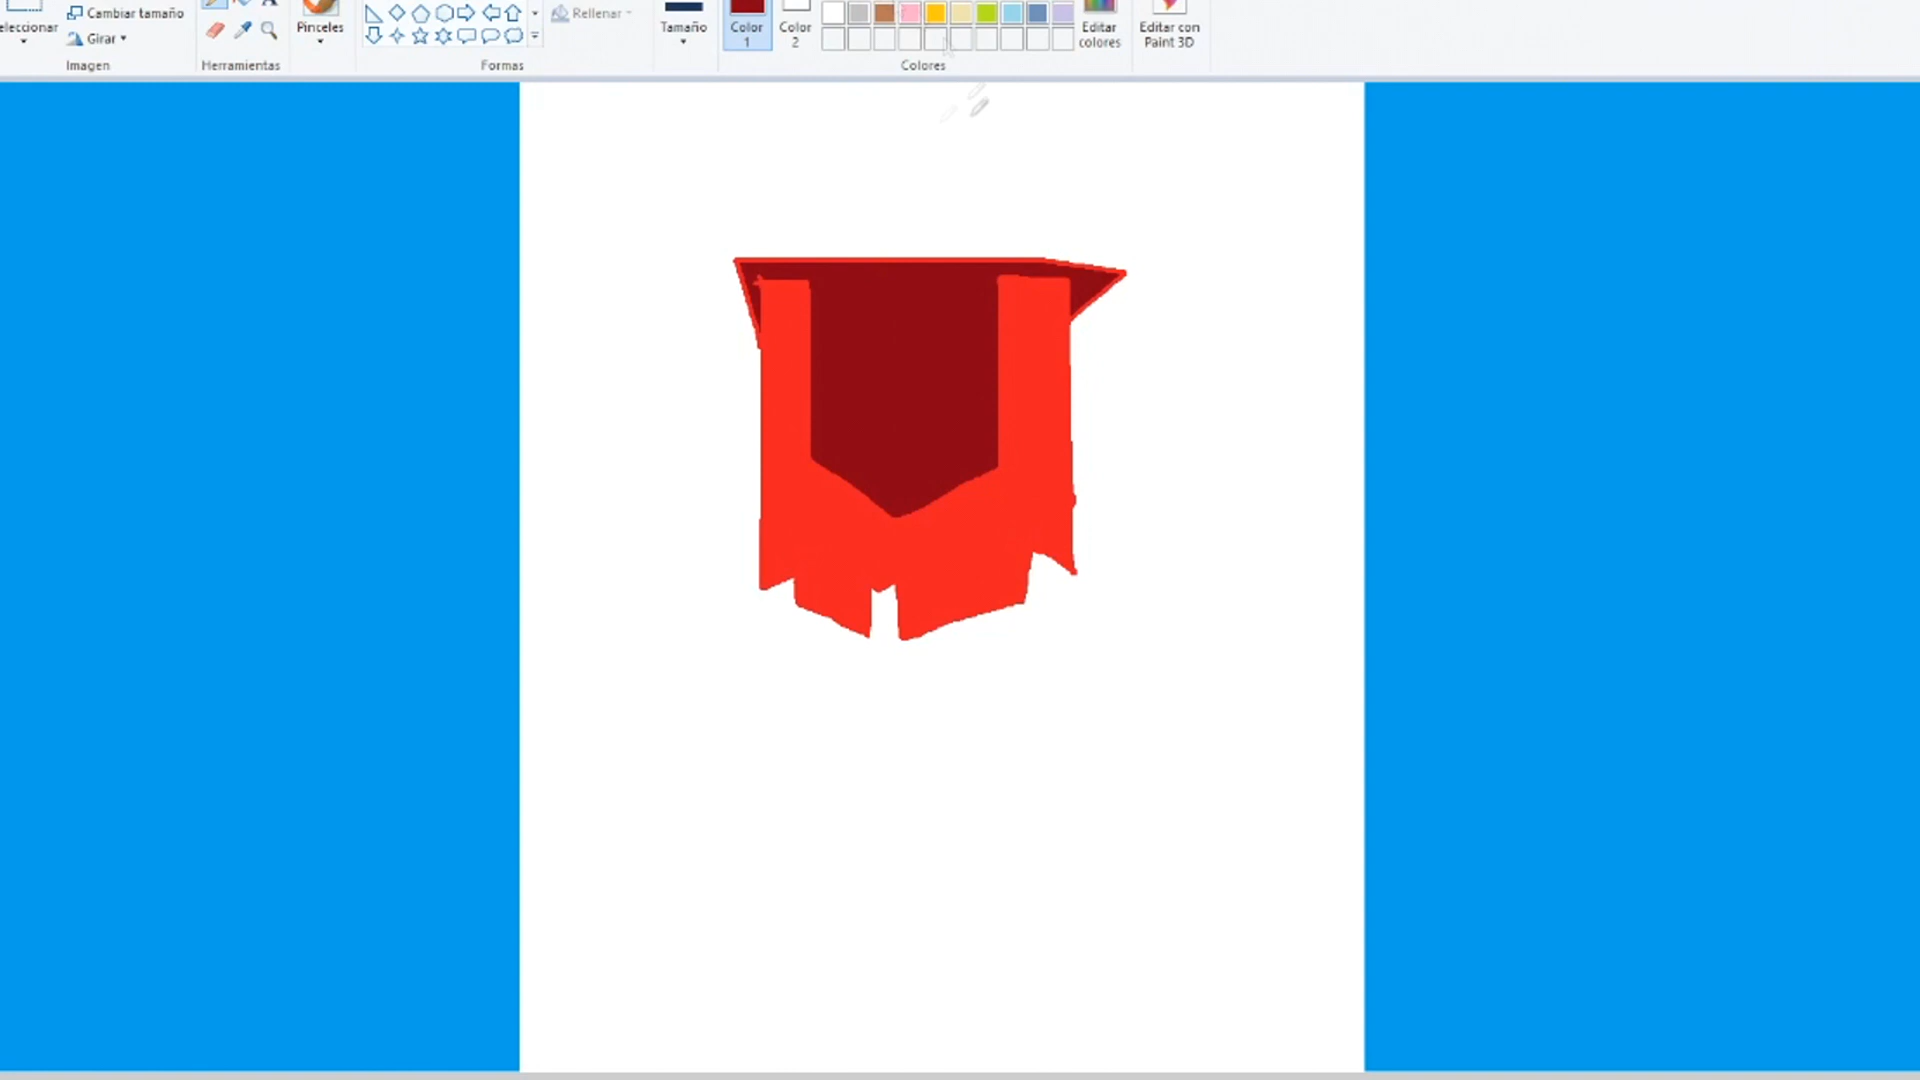 eleccionar
Cambiar tamaño
Girar
Imagen
Herramientas
Pinceles
Formas
Rellenar
Tamaño
Color
1
Color
2
Colores
Editar
colores
Editar con
Paint 3D